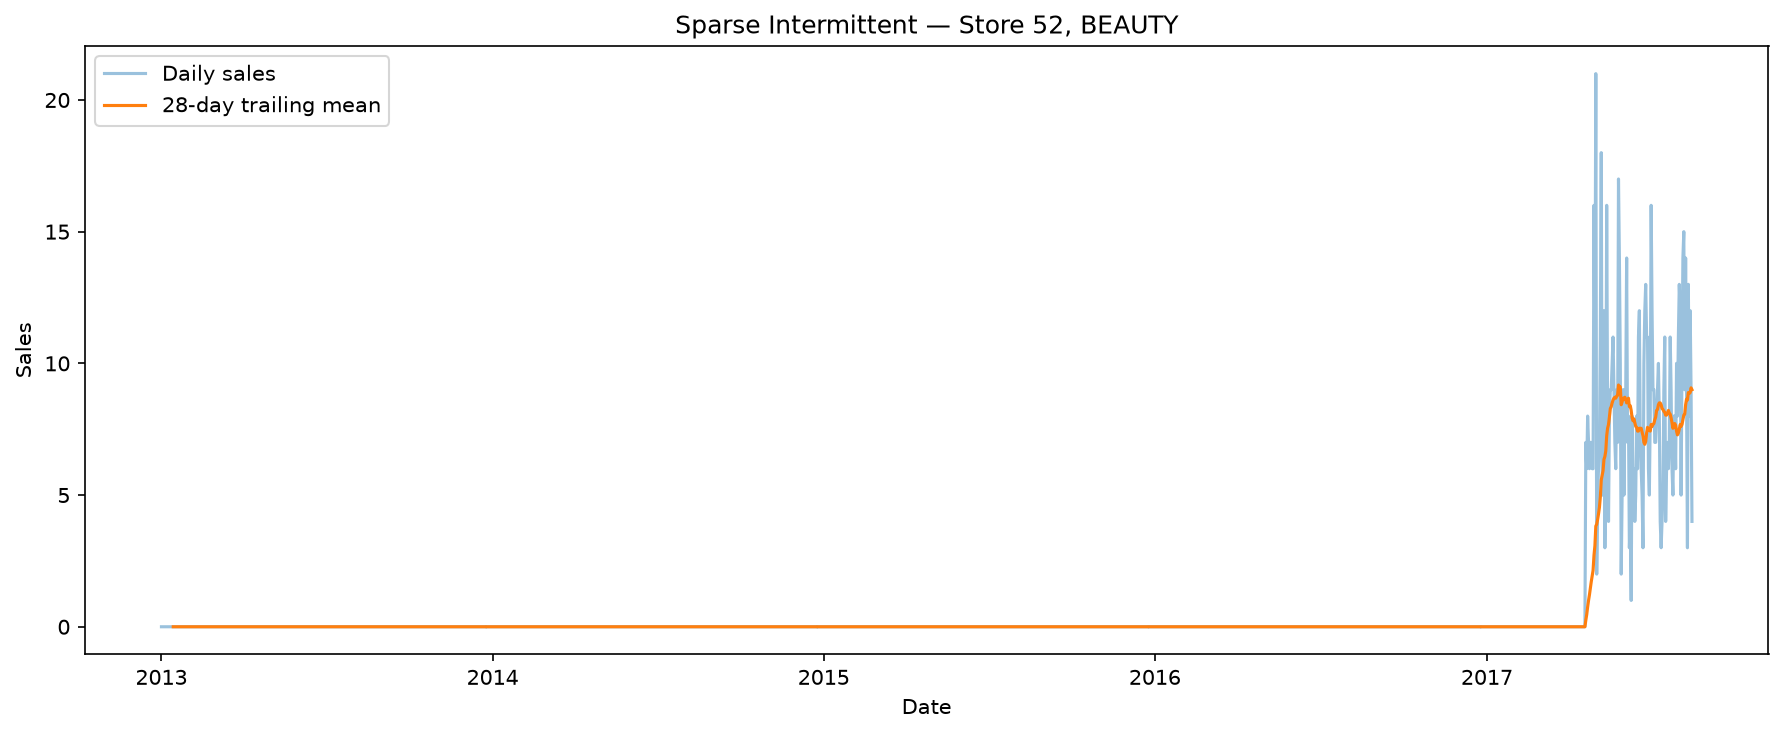 Sparse Intermittent — Store 52, BEAUTY
Daily sales
28-day trailing mean
20
15
10
5
0
Sales
2013
2014
2015
2016
2017
Date